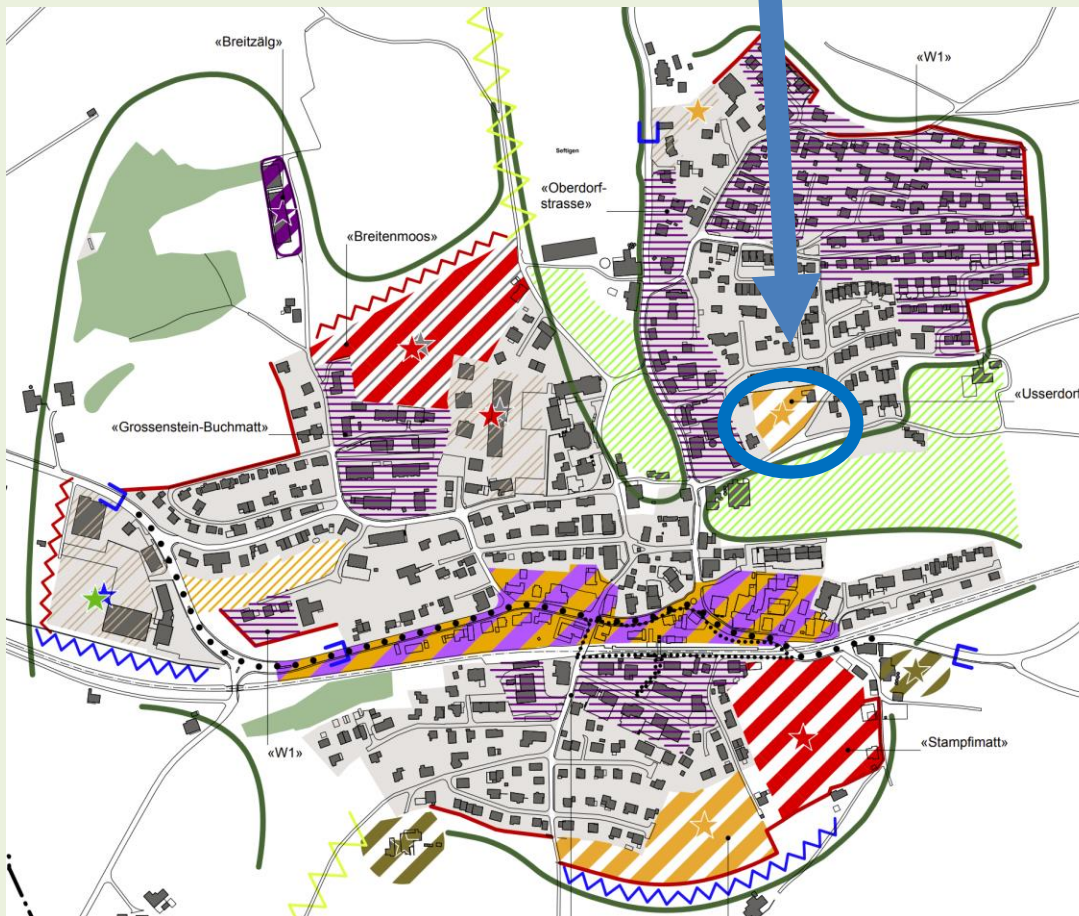 «Breitzälg»
«W1»
Seftigen
«Oberdorf-
strasse»
«Breitenmoos»
«Usserdorf
«Grossenstein-Buchmatt»
«W1»
«Stampfimatt»